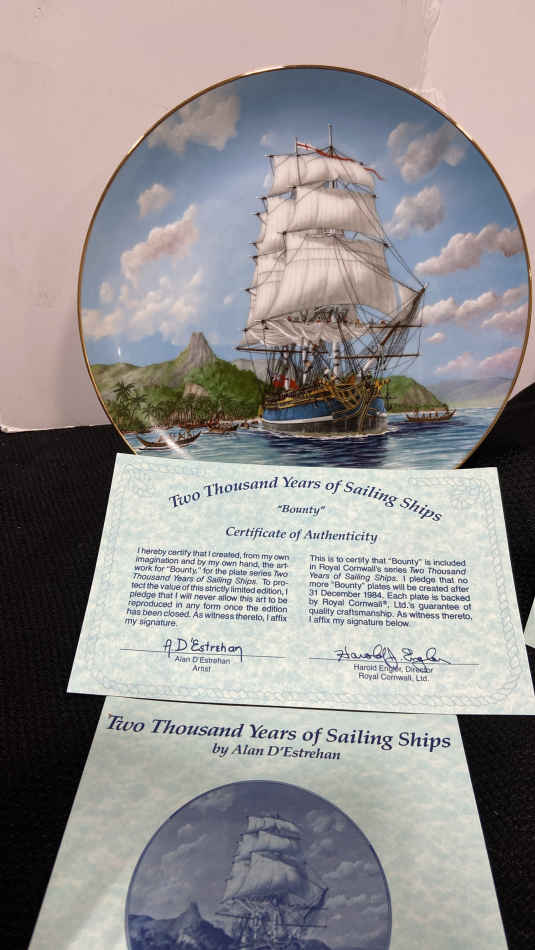 Two Thousand Years of Sailing Ships
"Bounty"
Certificate of Authenticity
I hereby certify that I created, from my own
imagination and by my own hand, the art-
work for "Bounty," for the plate series Two
Thousand Years of Sailing Ships. To pro-
tect the value of this strictly limited edition, I
pledge that I will never allow this art to be
reproduced in any form once the edition
has been closed. As witness thereto, I affix
my signature.
A D'Estrehan
Alan D'Estrehan
Artist
This is to certify that "Bounty" is included
in Royal Cornwall's series Two Thousand
Years of Sailing Ships. I pledge that no
more "Bounty" plates will be created after
31 December 1984. Each plate is backed
by Royal Cornwall®, Ltd.'s guarantee of
quality craftsmanship. As witness thereto,
I affix my signature below.
Harold J. Engler
Harold Engler, Director
Royal Cornwall, Ltd.
Two Thousand Years of Sailing Ships
by Alan D'Estrehan